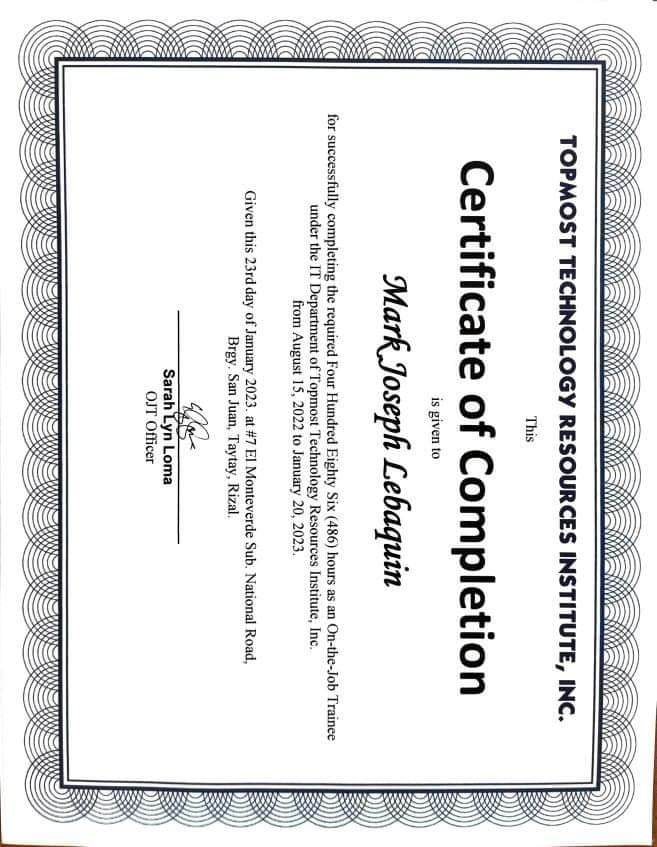 TOPMOST TECHNOLOGY RESOURCES INSTITUTE, INC.
This
Certificate of Completion
is given to
Mark Joseph Lebaquin
for successfully completing the required Four Hundred Eighty Six (486) hours as an On-the-Job Trainee
under the IT Department of Topmost Technology Resources Institute, Inc.
from August 15, 2022 to January 20, 2023.
Given this 23rd day of January 2023. at #7 El Monteverde Sub. National Road,
Brgy. San Juan, Taytay, Rizal.
Sarah Lyn Loma
OJT Officer